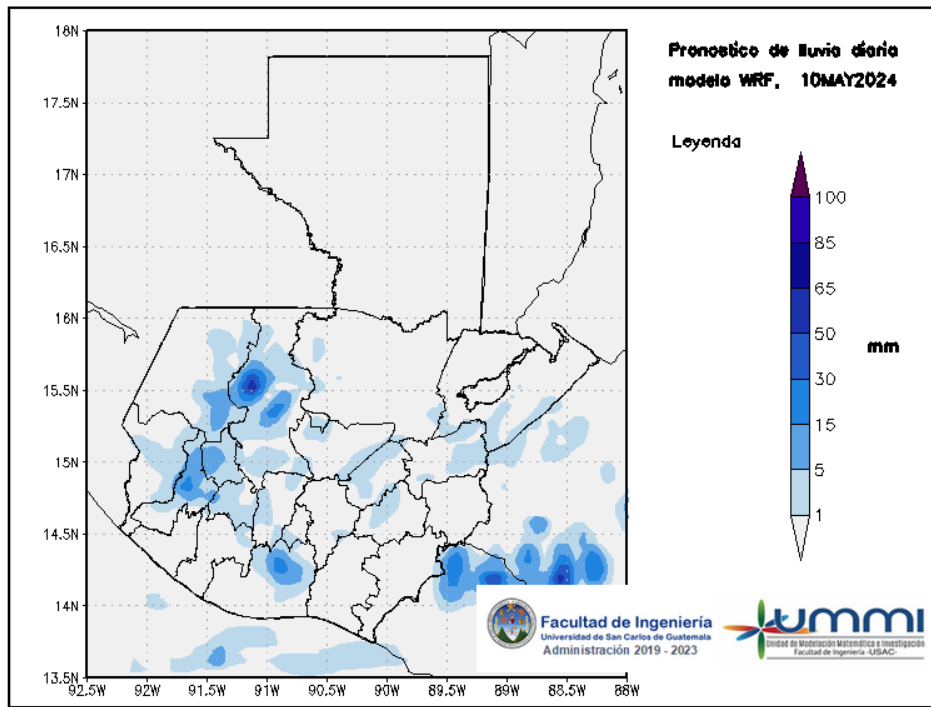 18N
17.5N
17N
16.5N
16N
15.5N
15N
14.5N
14N
13.5N
92.5W
92W
91.5W
91W
90.5W
90W
89.5W
89W
88.5W
88W
Pronostico de lluvia diaria
modelo WRF, 10MAY2024
Leyenda
100
85
65
50
30
15
5
1
mm
Facultad de Ingeniería
Universidad de San Carlos de Guatemala
Administración 2019 - 2023
UMMI
Unidad de Modelación Matemática e Investigación
Facultad de Ingeniería -USAC-